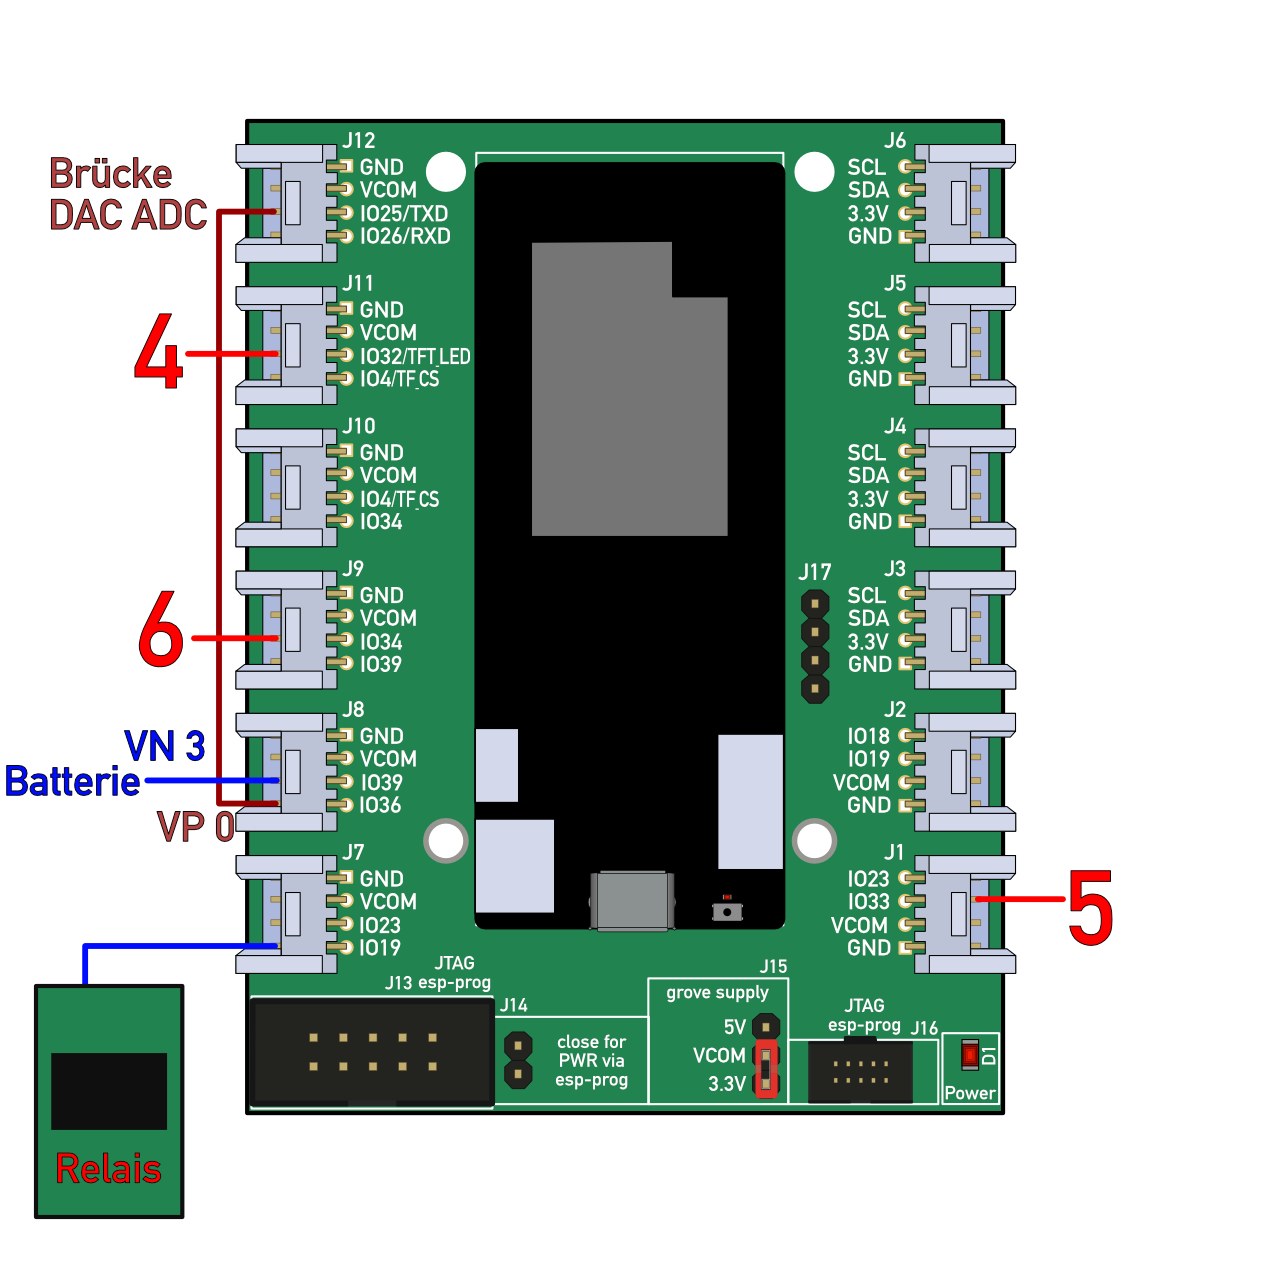 Brücke
DAC ADC
4
6
VN 3
Batterie
VP 0
Relais
J12
GND
VCOM
IO25/TXD
IO26/RXD
J11
GND
VCOM
IO32/TFT_LED
IO4/TF_CS
J10
GND
VCOM
IO4/TF_CS
IO34
J9
GND
VCOM
IO34
IO39
J8
GND
VCOM
IO39
IO36
J7
GND
VCOM
IO23
IO19
J6
SCL
SDA
3.3V
GND
J5
SCL
SDA
3.3V
GND
J4
SCL
SDA
3.3V
GND
J17
J3
SCL
SDA
3.3V
GND
J2
IO18
IO19
VCOM
GND
J1
IO23
IO33
VCOM
GND
5
JTAG
J13 esp-prog
J14
close for
PWR via
esp-prog
J15
grove supply
5V
VCOM
3.3V
JTAG
esp-prog J16
D1
Power